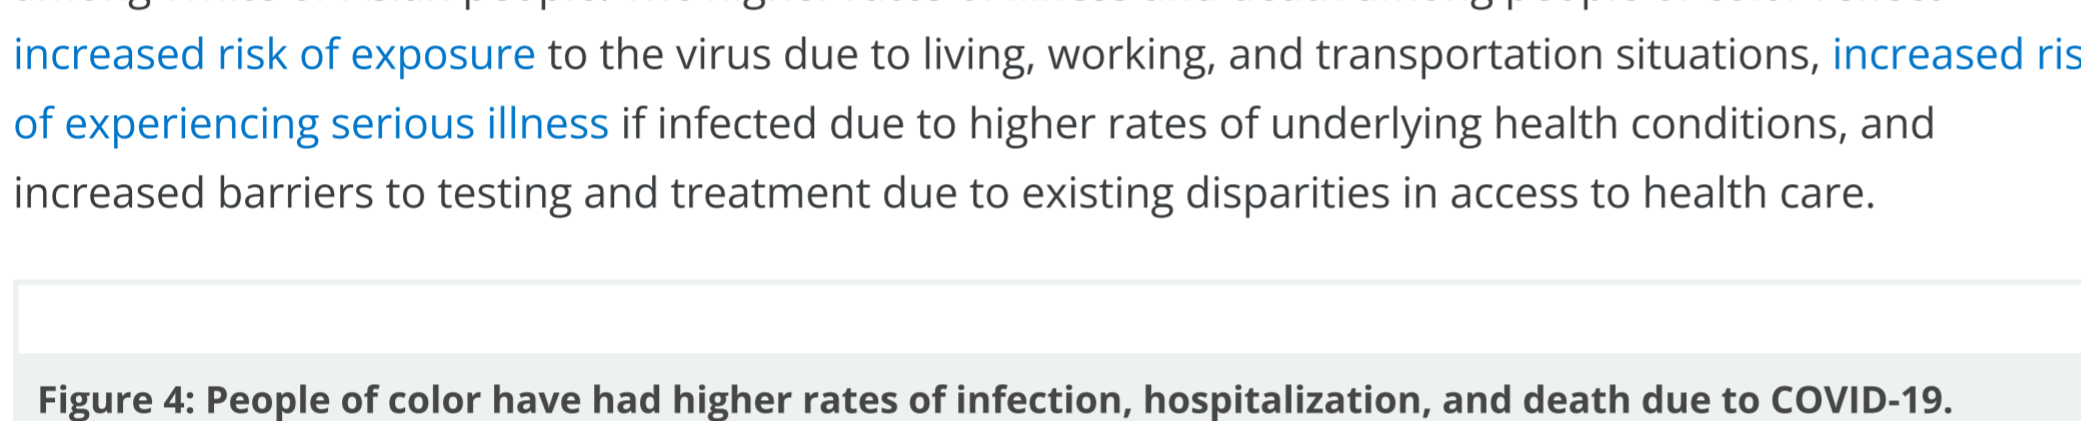 increased risk of exposure to the virus due to living, working, and transportation situations, increased ris
of experiencing serious illness if infected due to higher rates of underlying health conditions, and
increased barriers to testing and treatment due to existing disparities in access to health care.
Figure 4: People of color have had higher rates of infection, hospitalization, and death due to COVID-19.